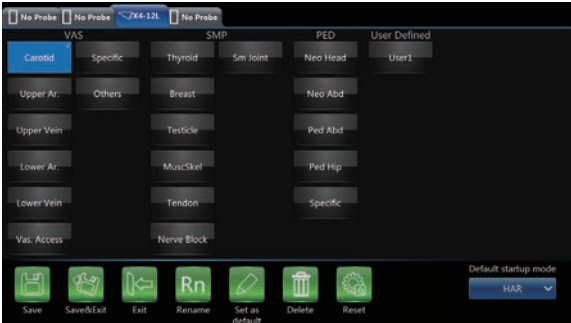 No Probe No Probe X4-12L No Probe
VAS SMP PED User Defined
Carotid Specific Thyroid Sm Joint Neo Head User1
Upper Ar. Others Breast Neo Abd
Upper Vein Testicle Ped Abd
Lower Ar. MuscSkel Ped Hip
Lower Vein Tendon Specific
Vas. Access Nerve Block
Default startup mode
HAR
Rn
Save Save&Exit Exit Rename Set as default Delete Reset